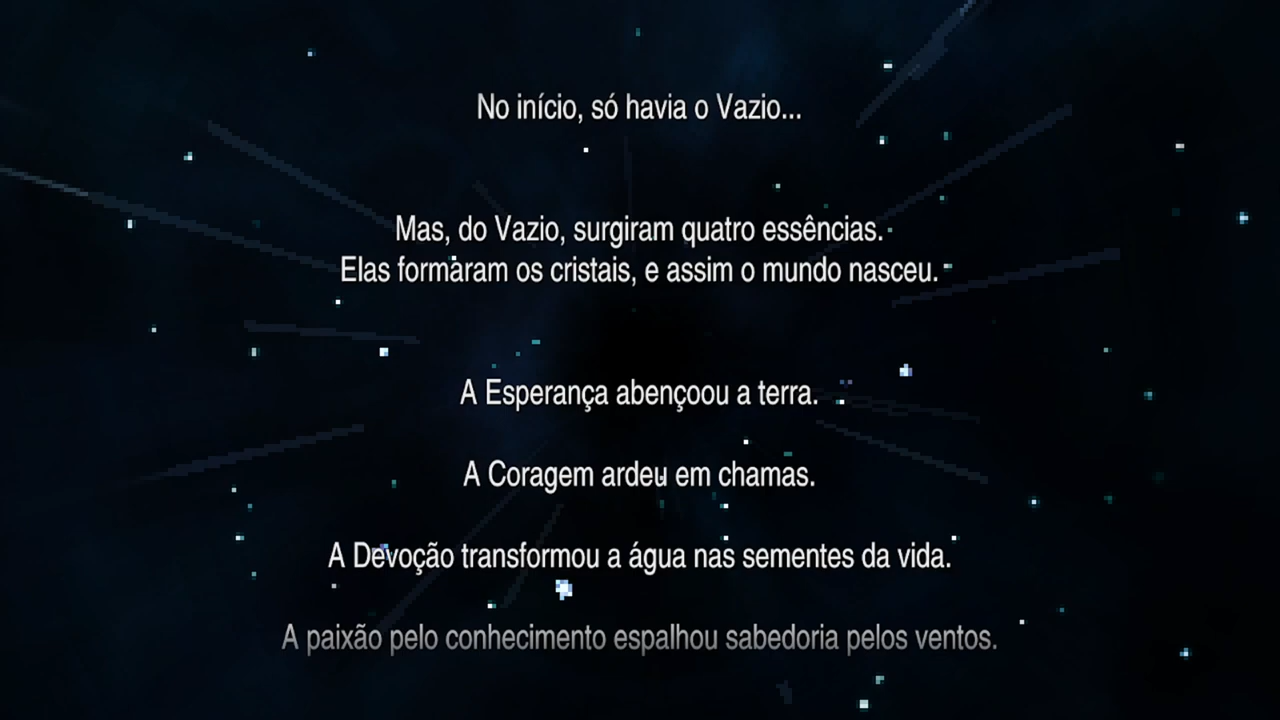 No início, só havia o Vazio...
Mas, do Vazio, surgiram quatro essências.
Elas formaram os cristais, e assim o mundo nasceu.
A Esperança abençoou a terra.
A Coragem ardeu em chamas.
A Devoção transformou a água nas sementes da vida.
A paixão pelo conhecimento espalhou sabedoria pelos ventos.